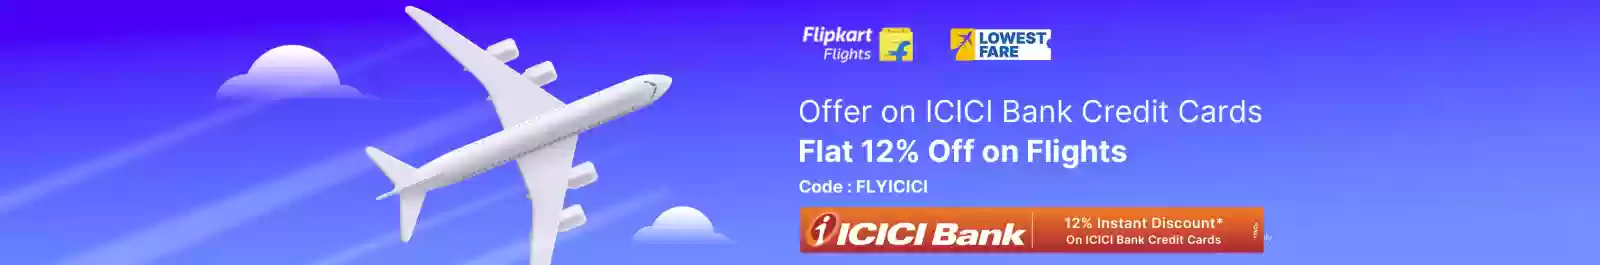 Flipkart
Flights
LOWEST
FARE
Offer on ICICI Bank Credit Cards
Flat 12% Off on Flights
Code : FLYICICI
ICICI Bank
12% Instant Discount*
On ICICI Bank Credit Cards